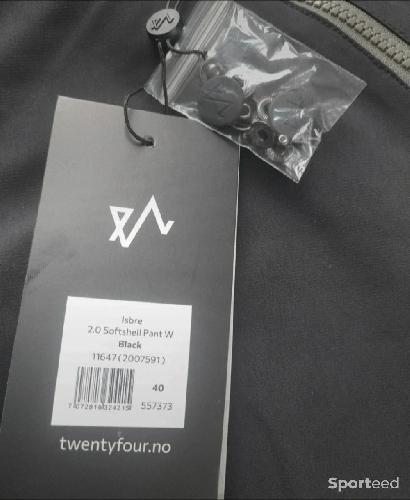 Isbre
2.0 Softshell Pant W
Black
11647 (2007591)
40
557373
twentyfour.no
Sporteed